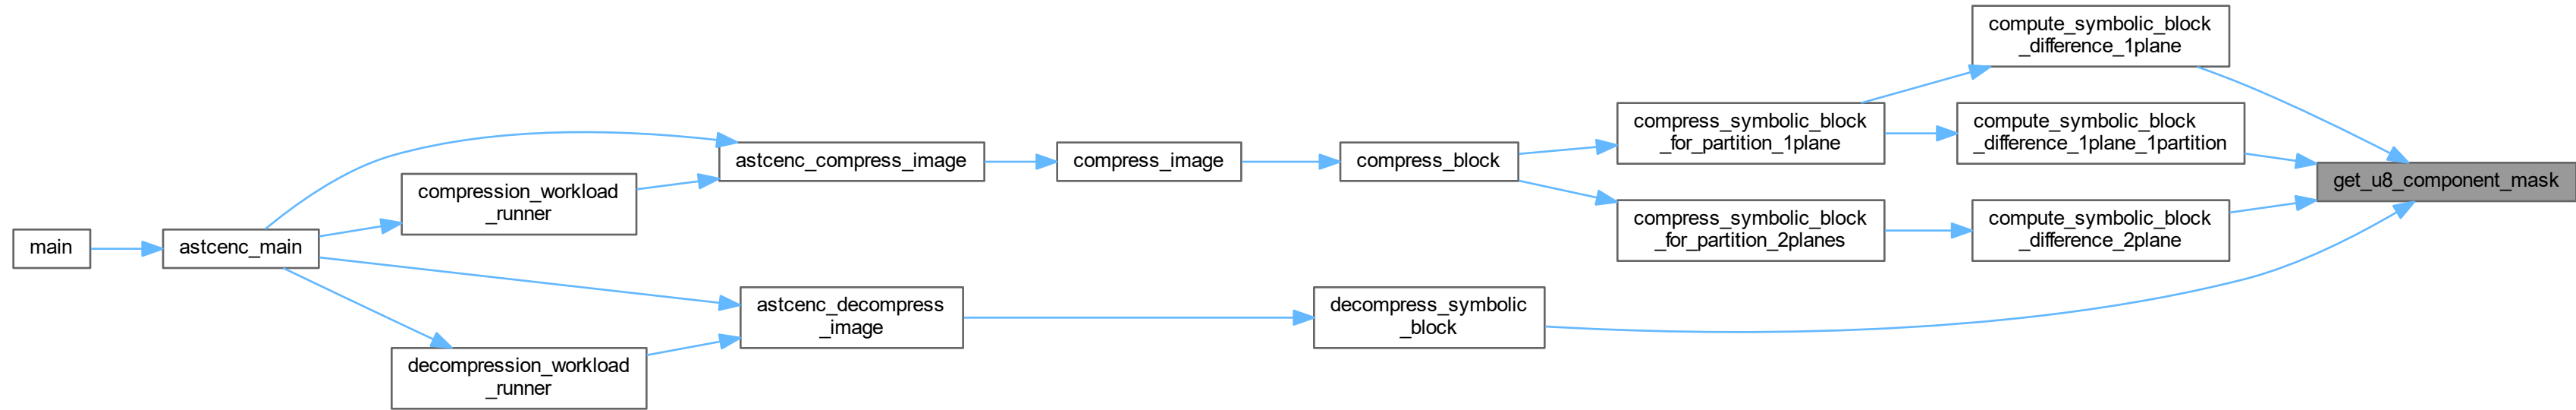 main
astcenc_main
compression_workload
_runner
decompression_workload
_runner
astcenc_compress_image
astcenc_decompress
_image
compress_image
compress_block
decompress_symbolic
_block
compress_symbolic_block
_for_partition_1plane
compress_symbolic_block
_for_partition_2planes
compute_symbolic_block
_difference_1plane
compute_symbolic_block
_difference_1plane_1partition
compute_symbolic_block
_difference_2plane
get_u8_component_mask